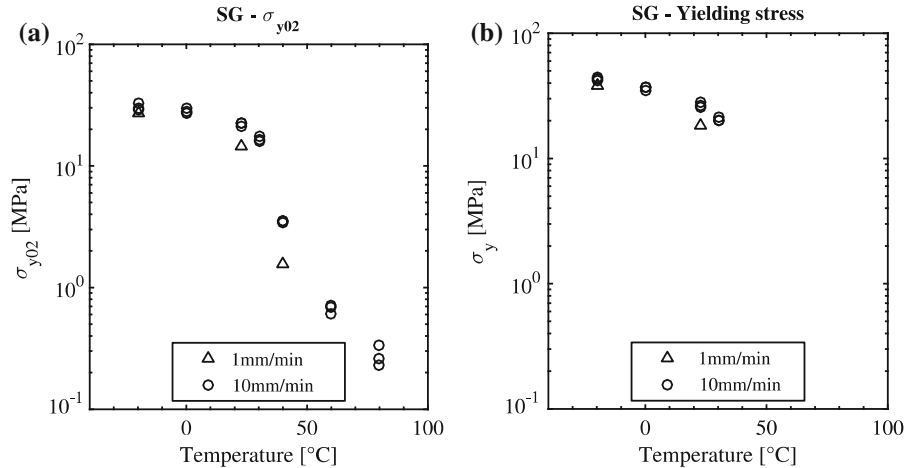 (a)
SG - σy02
10^2
10^1
10^0
10^-1
σy02 [MPa]
0
50
100
Temperature [°C]
1mm/min
10mm/min
(b)
SG - Yielding stress
10^2
10^1
10^0
10^-1
σy [MPa]
0
50
100
Temperature [°C]
1mm/min
10mm/min